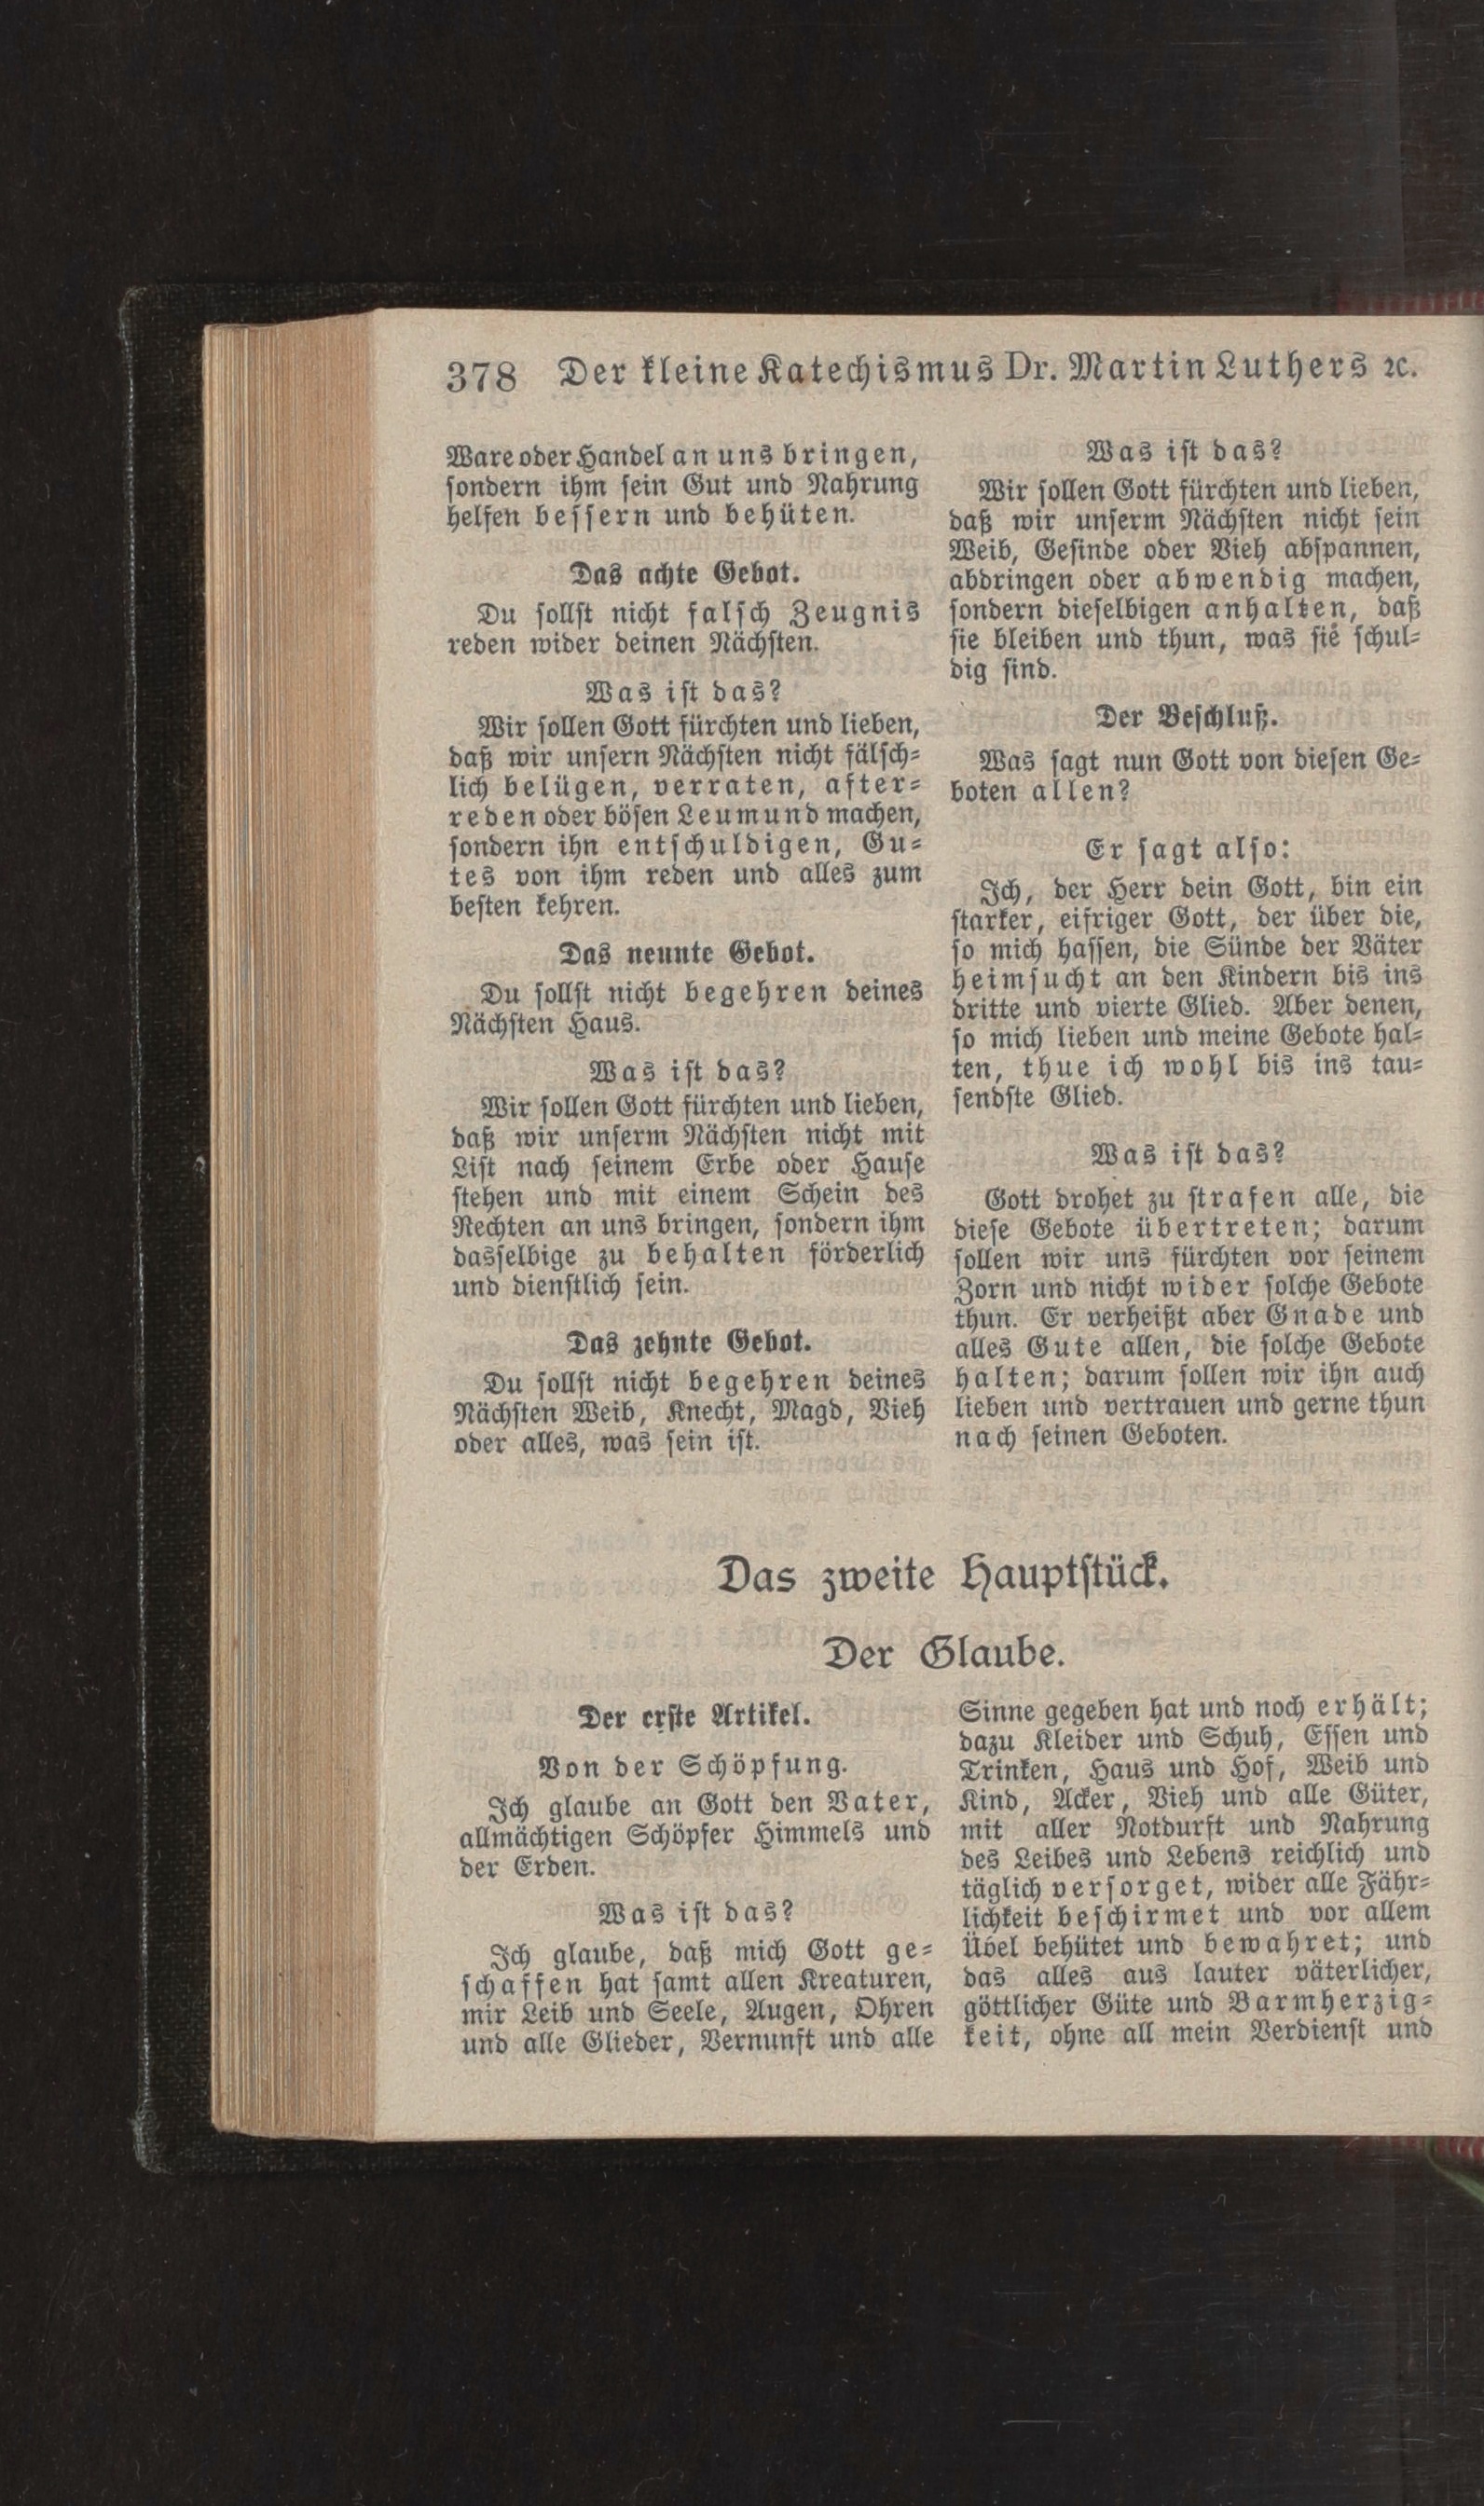 378 Der kleine Katechismus Dr. Martin Luthers ꝛc.
Ware oder Handel an uns bringen,
sondern ihm sein Gut und Nahrung
helfen bessern und behüten.
Das achte Gebot.
Du sollst nicht falsch Zeugnis
reden wider deinen Nächsten.
Was ist das?
Wir sollen Gott fürchten und lieben,
daß wir unsern Nächsten nicht fälsch-
lich belügen, verraten, after-
reden oder bösen Leumund machen,
sondern ihn entschuldigen, Gu-
tes von ihm reden und alles zum
besten kehren.
Das neunte Gebot.
Du sollst nicht begehren deines
Nächsten Haus.
Was ist das?
Wir sollen Gott fürchten und lieben,
daß wir unserm Nächsten nicht mit
List nach seinem Erbe oder Hause
stehen und mit einem Schein des
Rechten an uns bringen, sondern ihm
dasselbige zu behalten förderlich
und dienstlich sein.
Das zehnte Gebot.
Du sollst nicht begehren deines
Nächsten Weib, Knecht, Magd, Vieh
oder alles, was sein ist.
Was ist das?
Wir sollen Gott fürchten und lieben,
daß wir unserm Nächsten nicht sein
Weib, Gesinde oder Vieh abspannen,
abdringen oder abwendig machen,
sondern dieselbigen anhalten, daß
sie bleiben und thun, was sie schul-
dig sind.
Der Beschluß.
Was sagt nun Gott von diesen Ge-
boten allen?
Er sagt also:
Ich, der Herr dein Gott, bin ein
starker, eifriger Gott, der über die,
so mich hassen, die Sünde der Väter
heimsucht an den Kindern bis ins
dritte und vierte Glied. Aber denen,
so mich lieben und meine Gebote hal-
ten, thue ich wohl bis ins tau-
sendste Glied.
Was ist das?
Gott drohet zu strafen alle, die
diese Gebote übertreten; darum
sollen wir uns fürchten vor seinem
Zorn und nicht wider solche Gebote
thun. Er verheißt aber Gnade und
alles Gute allen, die solche Gebote
halten; darum sollen wir ihn auch
lieben und vertrauen und gerne thun
nach seinen Geboten.
Das zweite Hauptstück.
Der Glaube.
Der erste Artikel.
Von der Schöpfung.
Ich glaube an Gott den Vater,
allmächtigen Schöpfer Himmels und
der Erden.
Was ist das?
Ich glaube, daß mich Gott ge-
schaffen hat samt allen Kreaturen,
mir Leib und Seele, Augen, Ohren
und alle Glieder, Vernunft und alle
Sinne gegeben hat und noch erhält;
dazu Kleider und Schuh, Essen und
Trinken, Haus und Hof, Weib und
Kind, Acker, Vieh und alle Güter,
mit aller Notdurft und Nahrung
des Leibes und Lebens reichlich und
täglich versorget, wider alle Fähr-
lichkeit beschirmet und vor allem
Übel behütet und bewahret; und
das alles aus lauter väterlicher,
göttlicher Güte und Barmherzig-
keit, ohne all mein Verdienst und